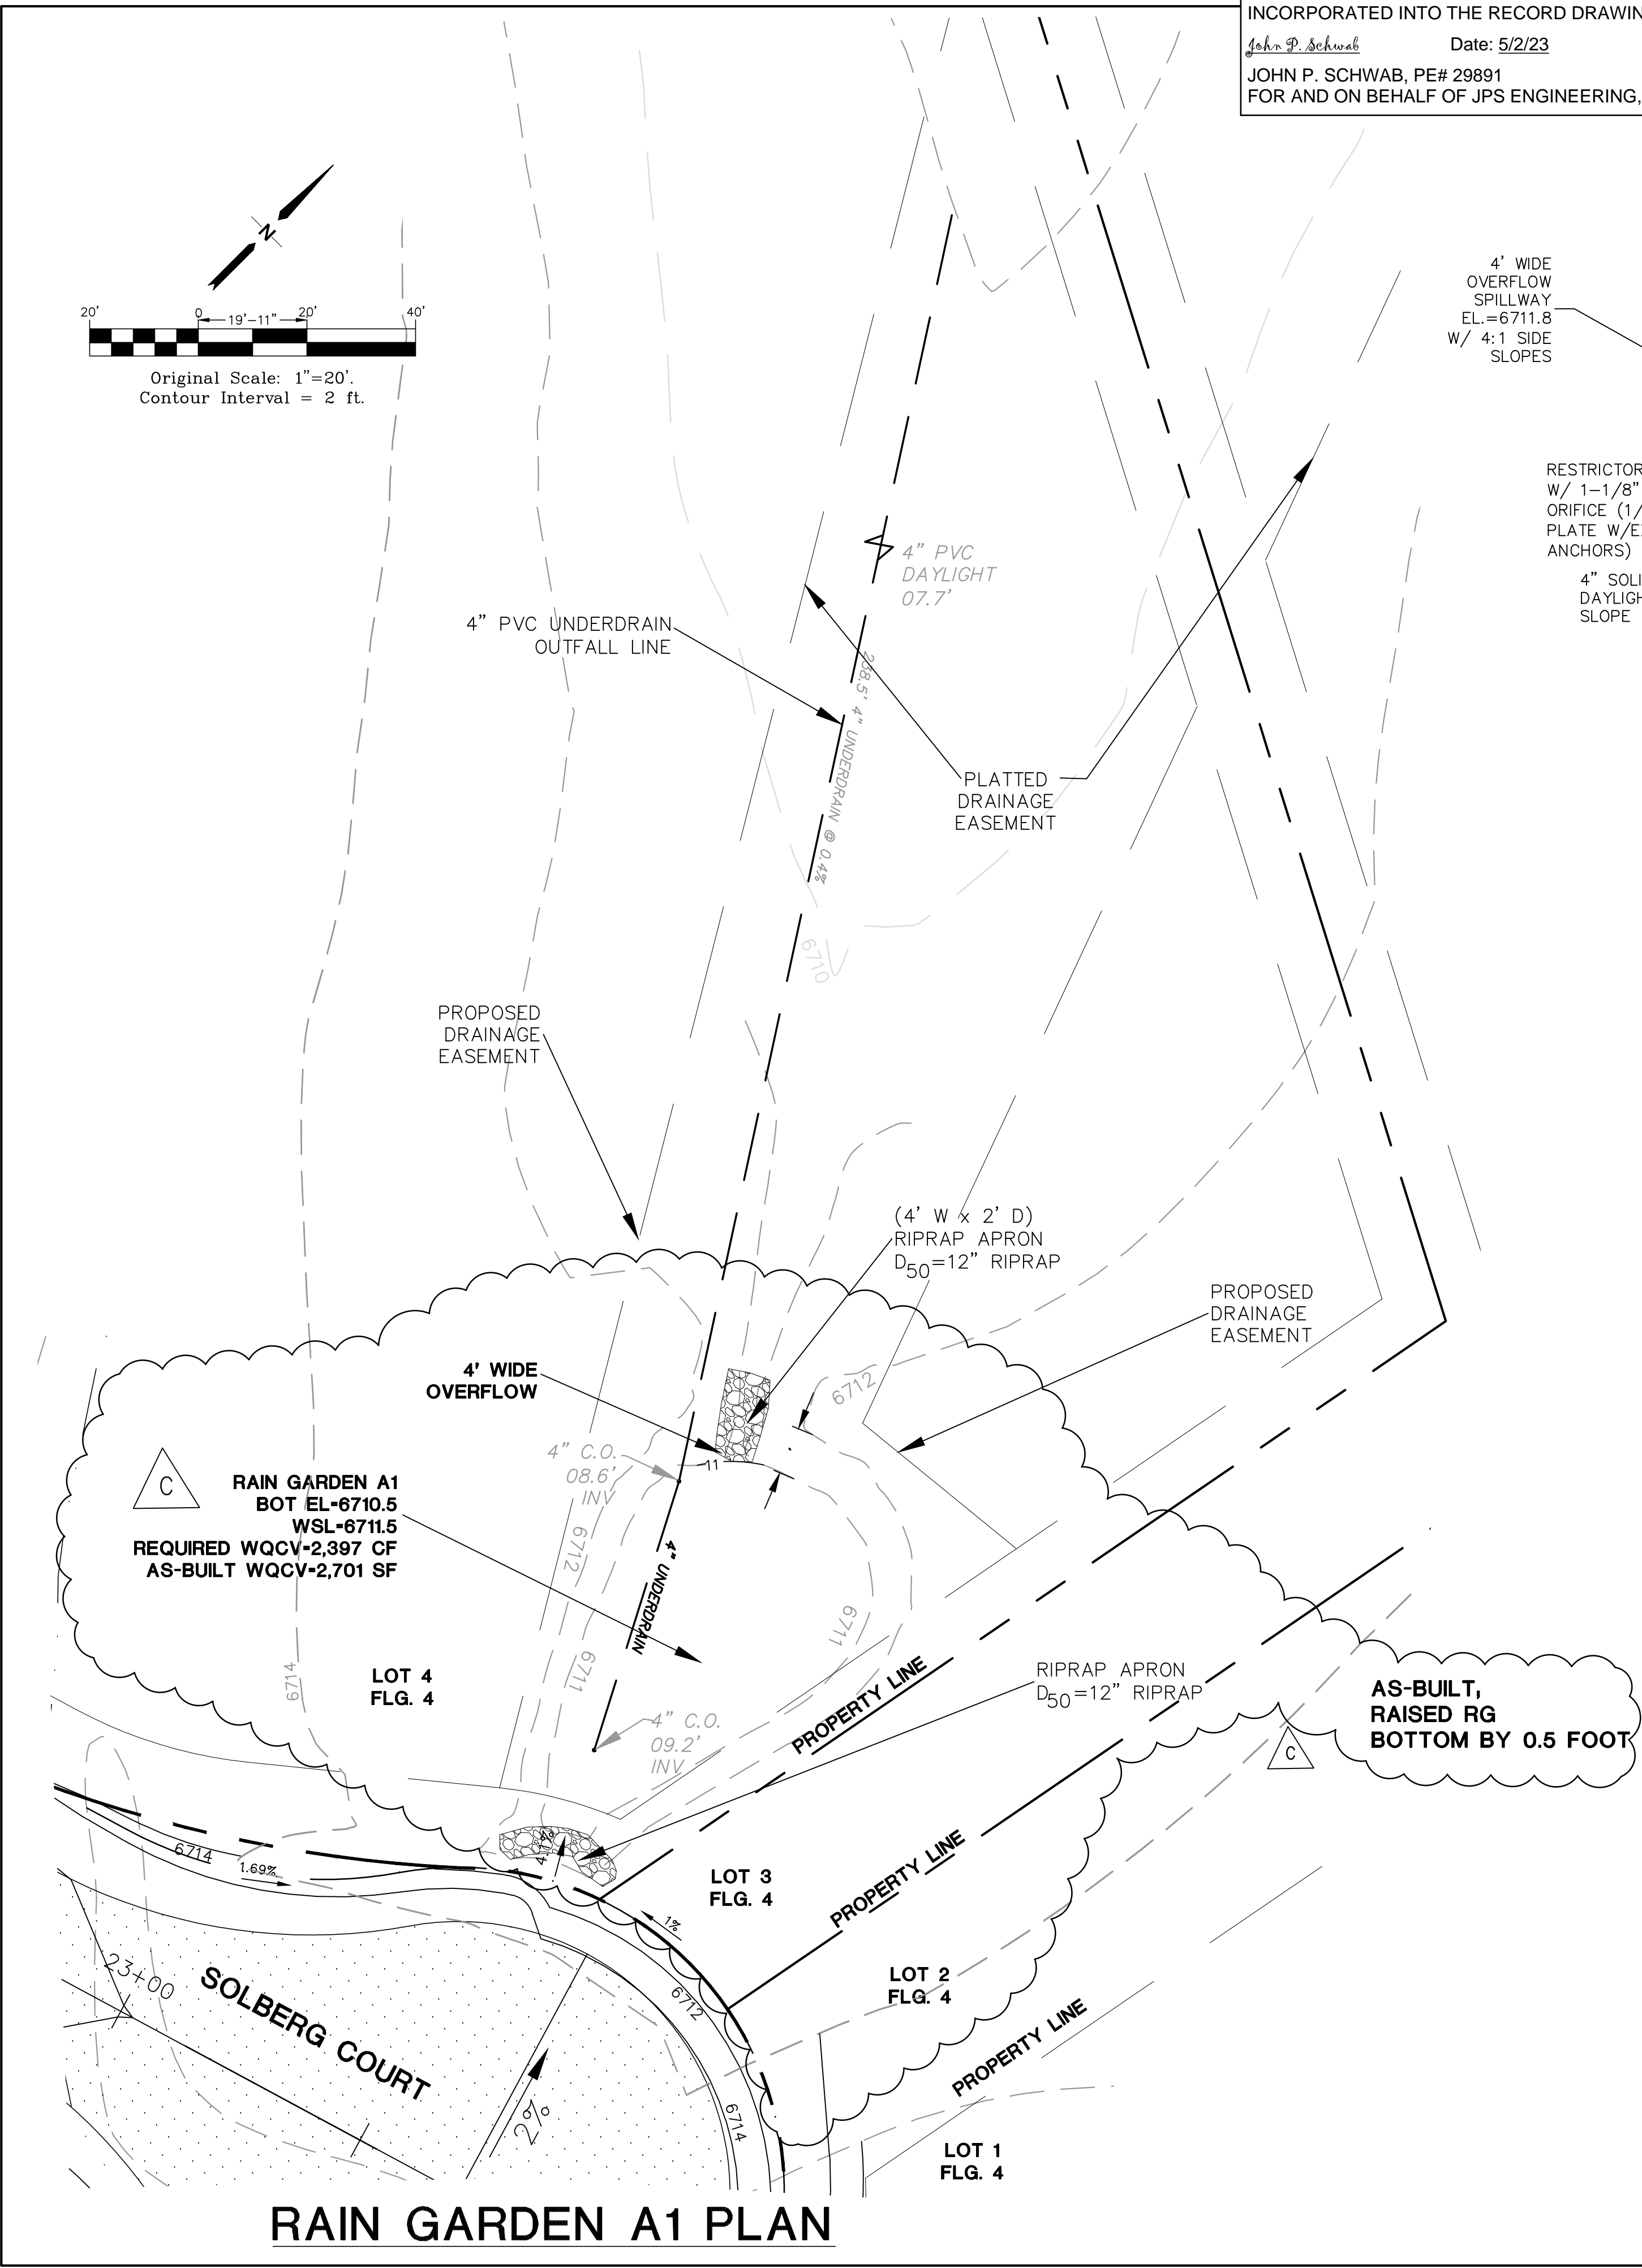 INCORPORATED INTO THE RECORD
John P. Schwab Date: 5/2/23
JOHN P. SCHWAB, PE# 29891
FOR AND ON BEHALF OF JPS ENGINEERING,
N
20' 0 19'-11" 20' 40'
Original Scale: 1"=20'.
Contour Interval = 2 ft.
4' WIDE
OVERFLOW
SPILLWAY
EL.=6711.8
W/ 4:1 SIDE
SLOPES
RESTRICTOR
W/ 1-1/8"
ORIFICE
PLATE
ANCHORS)
4"
SLOPE
4" PVC
DAYLIGHT
07.7'
4" PVC UNDERDRAIN
OUTFALL LINE
258.5' 4" UNDERDRAIN @ 0.4%
PLATTED
DRAINAGE
EASEMENT
6710
PROPOSED
DRAINAGE
EASEMENT
(4' W x 2' D)
RIPRAP APRON
D50=12" RIPRAP
PROPOSED
DRAINAGE
EASEMENT
4' WIDE
OVERFLOW
6712
4" C.O.
08.6'
INV
11
C
RAIN GARDEN A1
BOT EL=6710.5
WSL=6711.5
REQUIRED WQCV=2,397 CF
AS-BUILT WQCV=2,701 SF
6712
4" UNDERDRAIN
6711
6711
6714
LOT 4
FLG. 4
4" C.O.
09.2'
INV
PROPERTY LINE
RIPRAP APRON
D50=12" RIPRAP
AS-BUILT,
RAISED RG
BOTTOM BY 0.5 FOOT
C
6714
1.69%
LOT 3
FLG. 4
PROPERTY LINE
1%
6712
LOT 2
FLG. 4
PROPERTY LINE
23+00
SOLBERG COURT
2%
6714
LOT 1
FLG. 4
RAIN GARDEN A1 PLAN